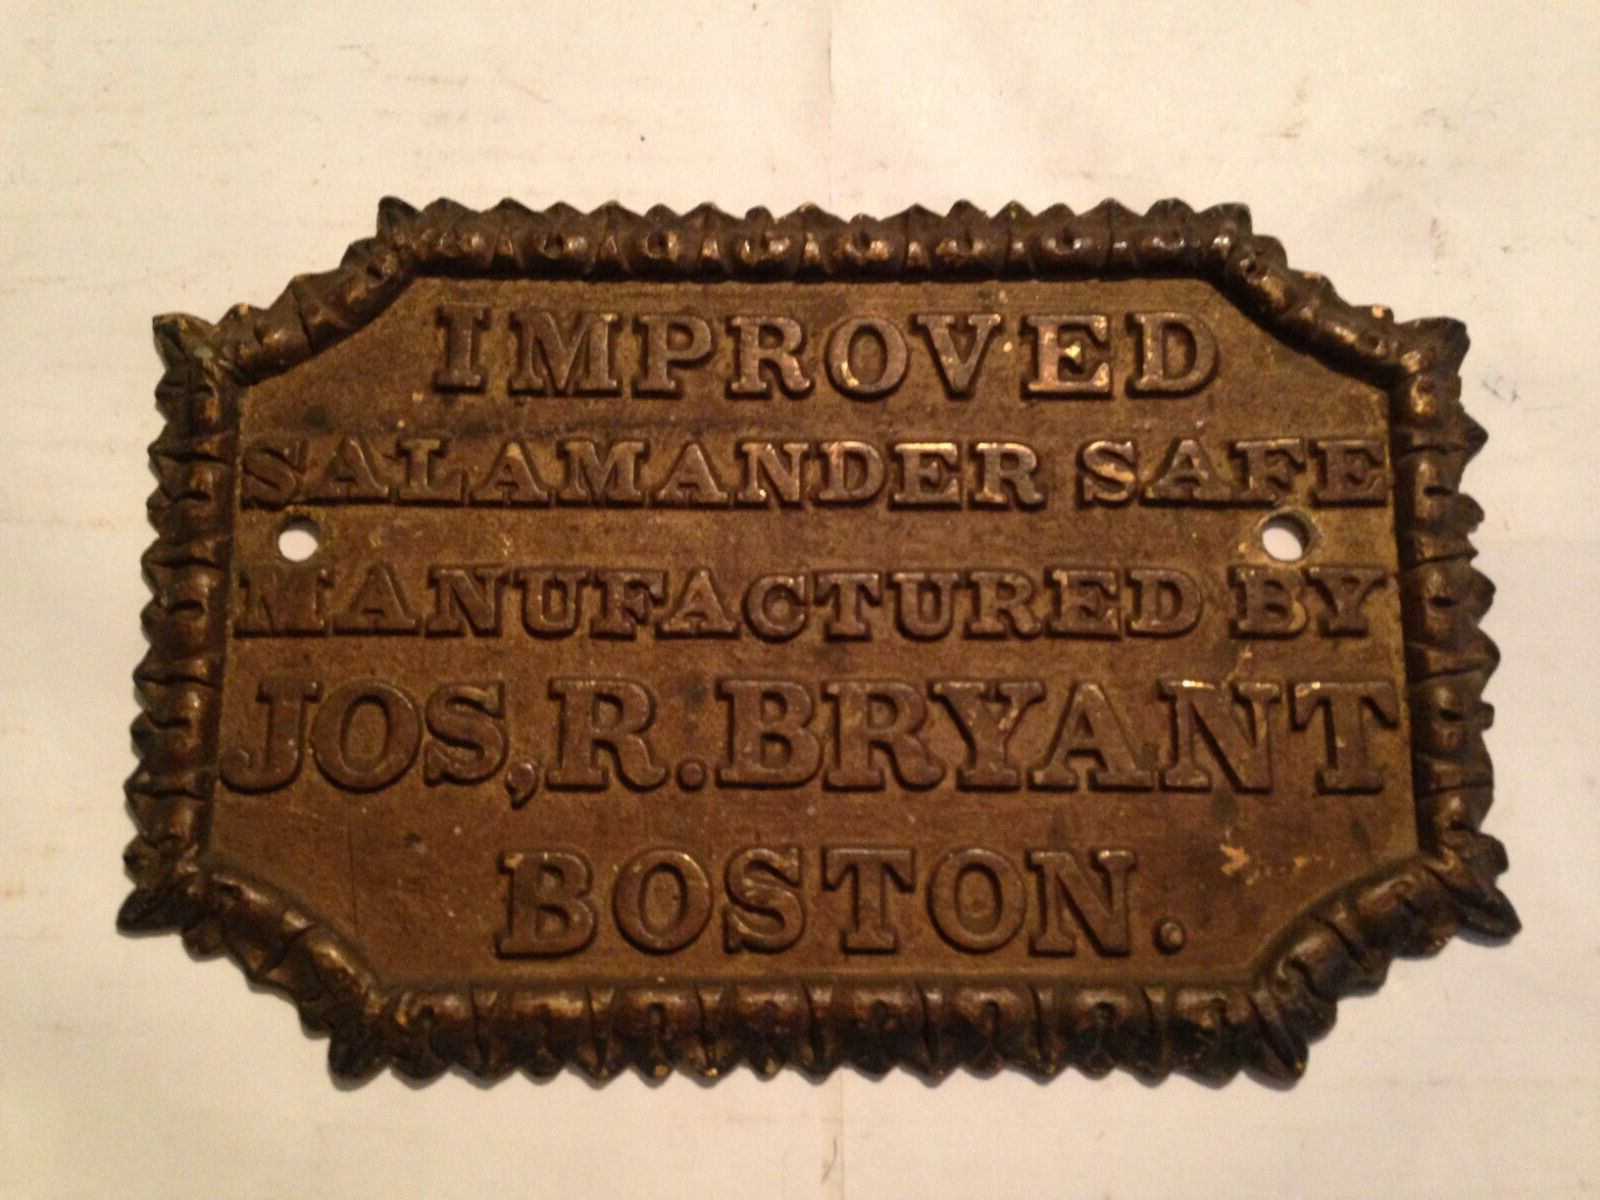 IMPROVED
SALAMANDER SAFE
MANUFACTURED BY
JOS, R. BRYANT
BOSTON.